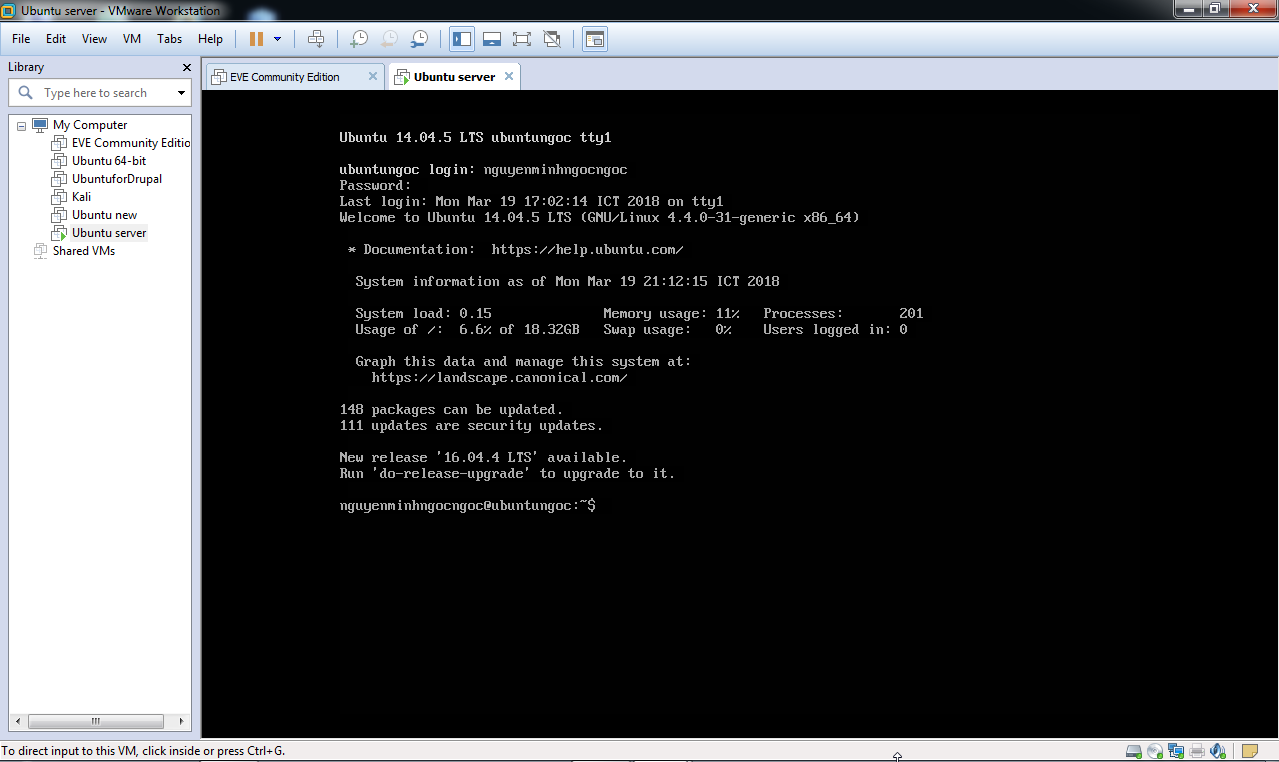 Ubuntu server - VMware Workstation
File Edit View VM Tabs Help
Library
Type here to search
My Computer
EVE Community Editio
Ubuntu 64-bit
UbuntuforDrupal
Kali
Ubuntu new
Ubuntu server
Shared VMs
EVE Community Edition
Ubuntu server
Ubuntu 14.04.5 LTS ubuntungoc tty1
ubuntungoc login: nguyenminhngocngoc
Password:
Last login: Mon Mar 19 17:02:14 ICT 2018 on tty1
Welcome to Ubuntu 14.04.5 LTS (GNU/Linux 4.4.0-31-generic x86_64)
* Documentation:  https://help.ubuntu.com/
System information as of Mon Mar 19 21:12:15 ICT 2018
System load: 0.15 Memory usage: 11% Processes: 201
Usage of /: 6.6% of 18.32GB Swap usage: 0% Users logged in: 0
Graph this data and manage this system at:
https://landscape.canonical.com/
148 packages can be updated.
111 updates are security updates.
New release '16.04.4 LTS' available.
Run 'do-release-upgrade' to upgrade to it.
nguyenminhngocngoc@ubuntungoc:~$
To direct input to this VM, click inside or press Ctrl+G.